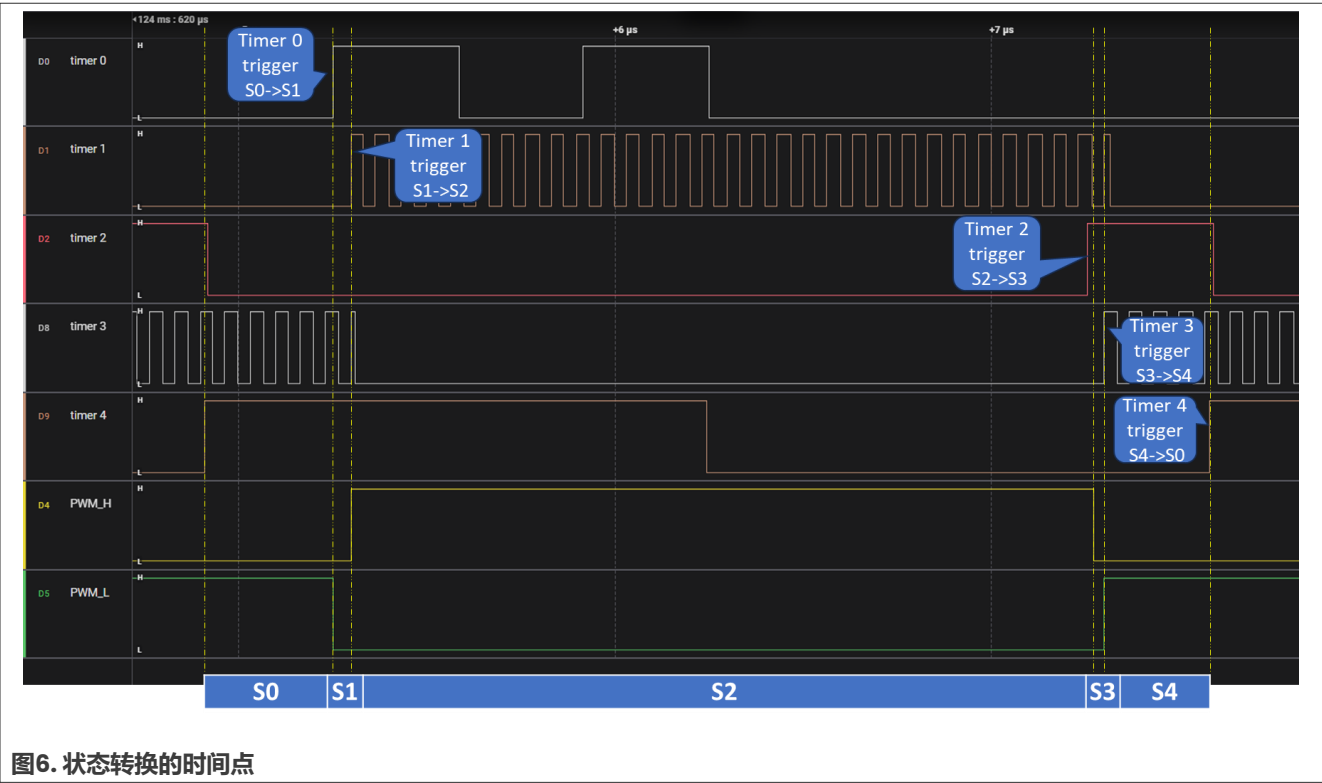 124 ms : 620 µs
+6 µs
+7 µs
Timer 0
trigger
S0->S1
D0 timer 0
H
L
Timer 1
trigger
S1->S2
D1 timer 1
H
L
Timer 2
trigger
S2->S3
D2 timer 2
H
L
D8 timer 3
H
L
Timer 3
trigger
S3->S4
D9 timer 4
H
L
Timer 4
trigger
S4->S0
D4 PWM_H
H
L
D5 PWM_L
H
L
S0 S1 S2 S3 S4
图6. 状态转换的时间点